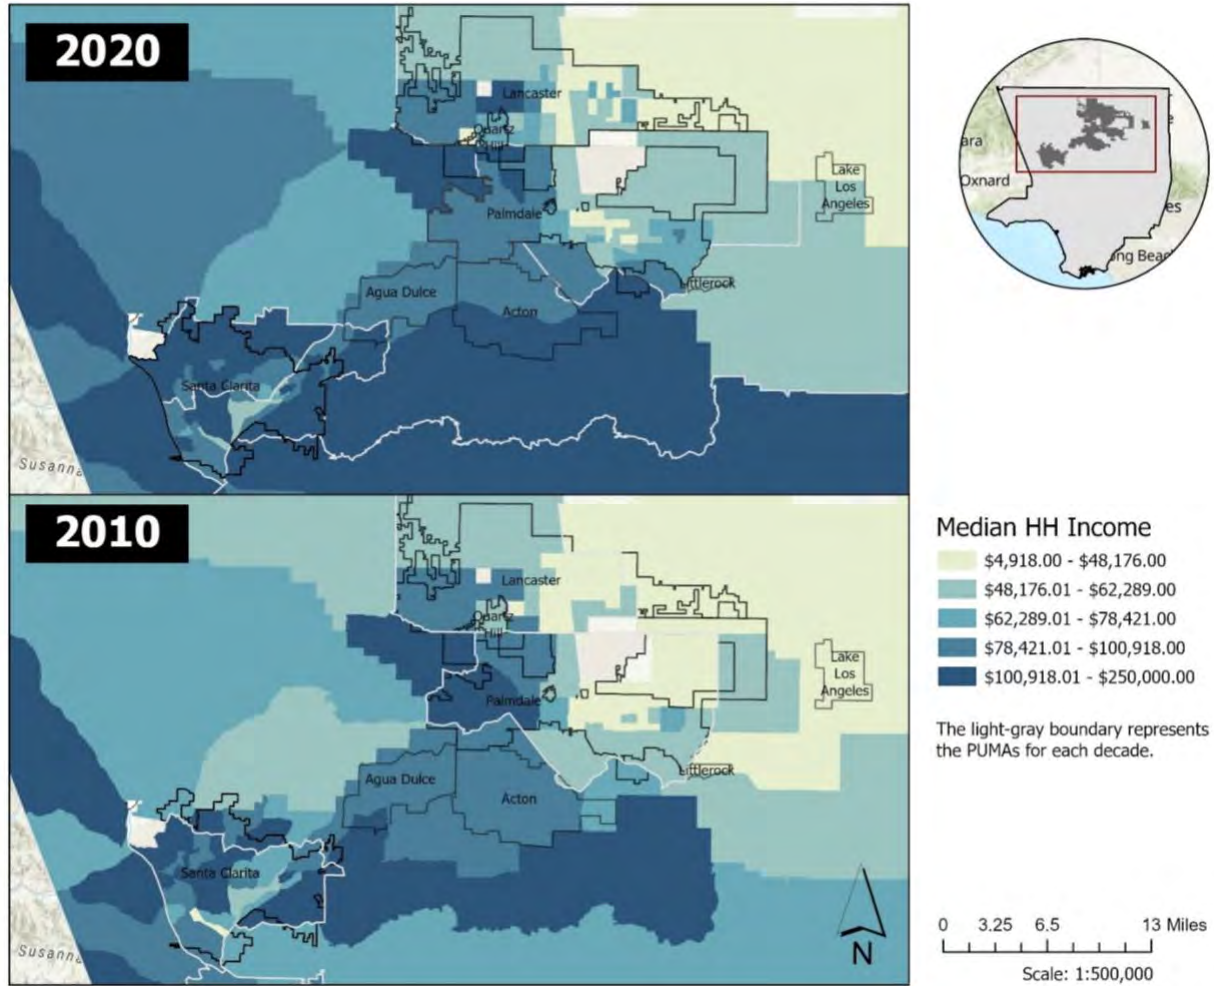 2020
Lancaster
Quartz
Hill
Lake
Los
Angeles
Palmdale
Littlerock
Agua Dulce
Acton
Santa Clarita
Susanna
2010
Lancaster
Quartz
Hill
Lake
Los
Angeles
Palmdale
Littlerock
Agua Dulce
Acton
Santa Clarita
Susanna
N
ara
e
Oxnard
es
ong Beac
Median HH Income
$4,918.00 - $48,176.00
$48,176.01 - $62,289.00
$62,289.01 - $78,421.00
$78,421.01 - $100,918.00
$100,918.01 - $250,000.00
The light-gray boundary represents
the PUMAs for each decade.
0 3.25 6.5 13 Miles
Scale: 1:500,000